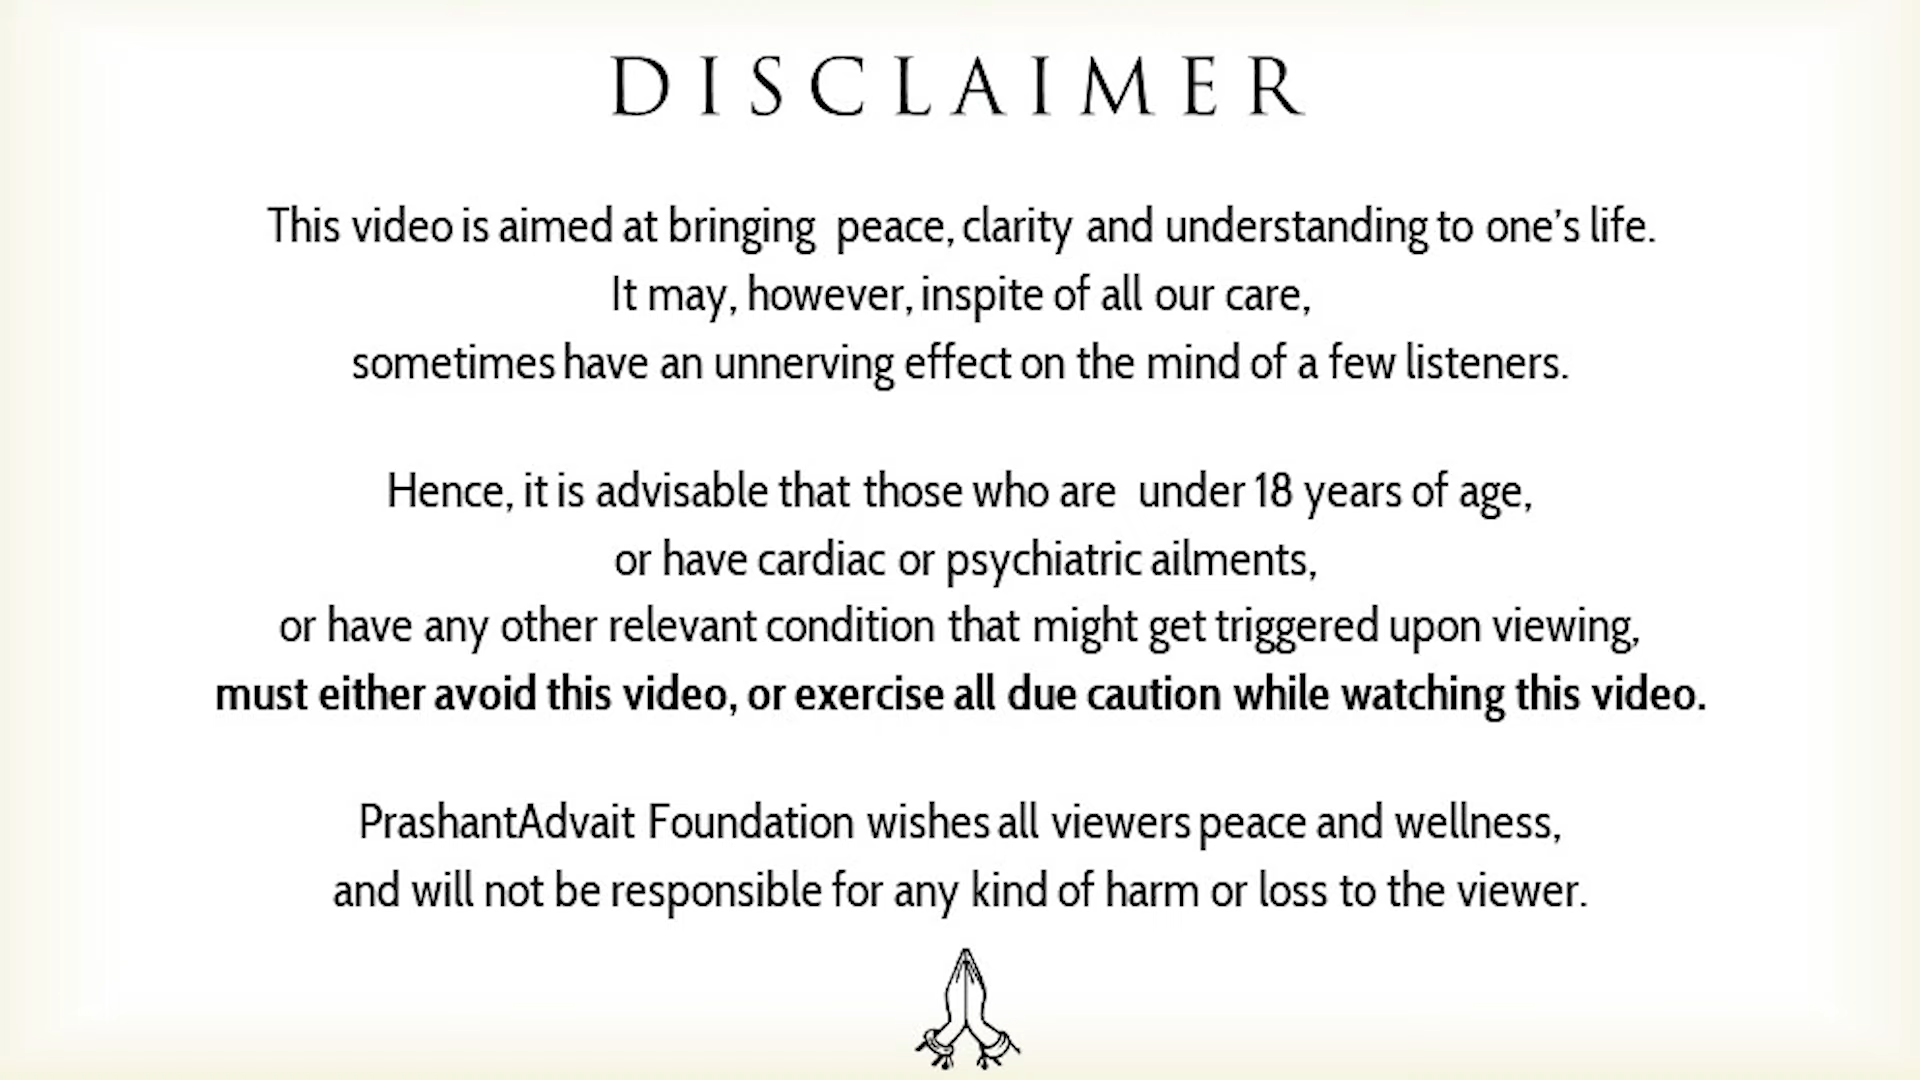 DISCLAIMER
This video is aimed at bringing peace, clarity and understanding to one's life.
It may, however, inspite of all our care,
sometimes have an unnerving effect on the mind of a few listeners.
Hence, it is advisable that those who are under 18 years of age,
or have cardiac or psychiatric ailments,
or have any other relevant condition that might get triggered upon viewing,
must either avoid this video, or exercise all due caution while watching this video.
PrashantAdvait Foundation wishes all viewers peace and wellness,
and will not be responsible for any kind of harm or loss to the viewer.